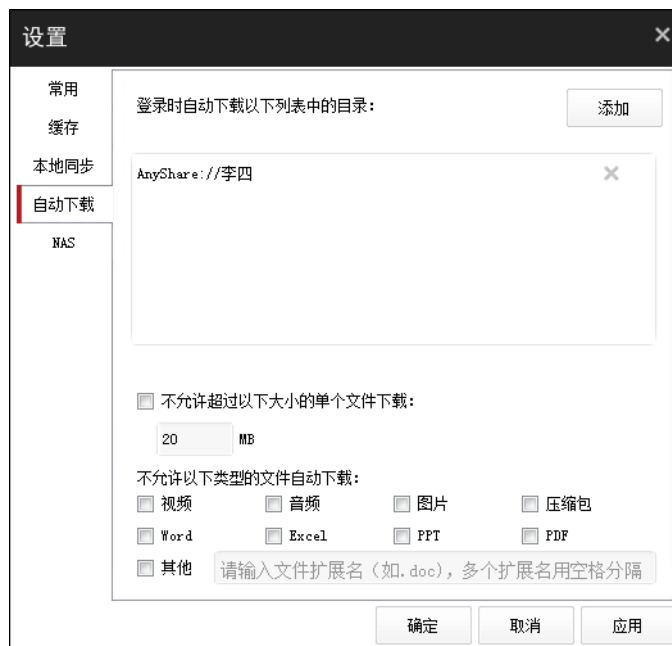 设置
常用
缓存
本地同步
自动下载
NAS
登录时自动下载以下列表中的目录：
添加
AnyShare://李四
不允许超过以下大小的单个文件下载：
20 MB
不允许以下类型的文件自动下载：
视频 音频 图片 压缩包
Word Excel PPT PDF
其他 请输入文件扩展名（如.doc），多个扩展名用空格分隔
确定 取消 应用